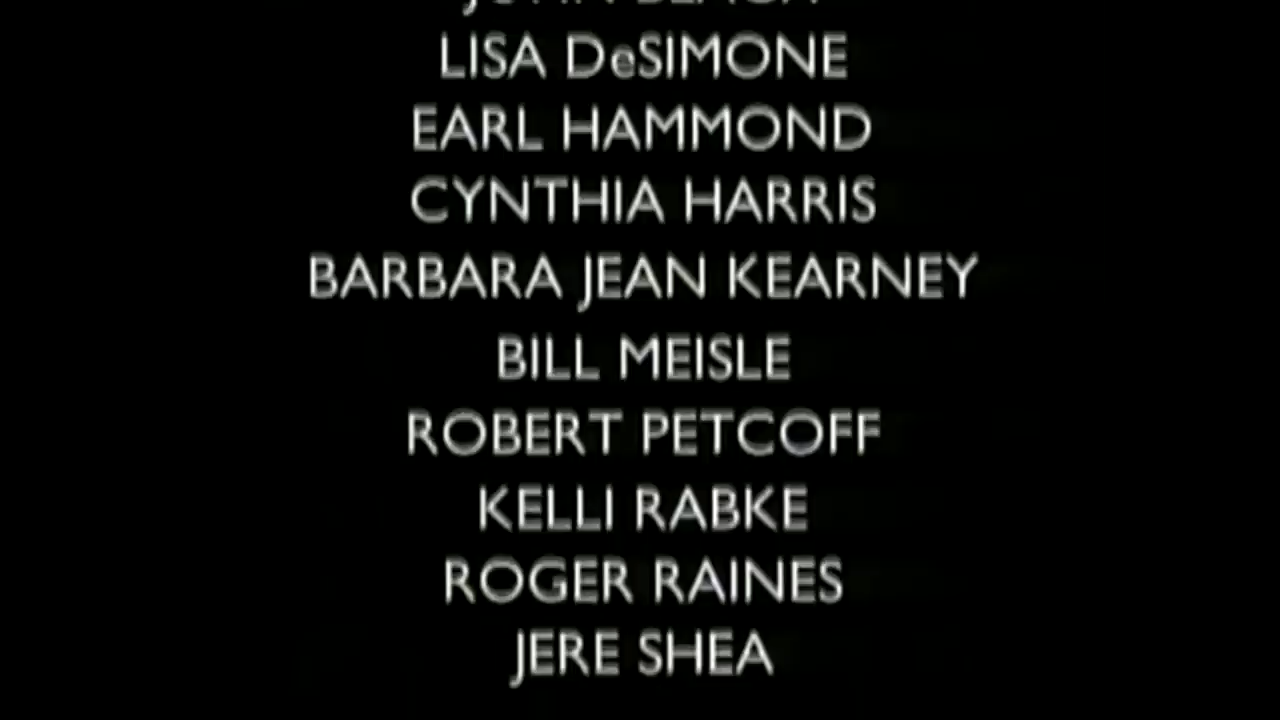 LISA DeSIMONE
EARL HAMMOND
CYNTHIA HARRIS
BARBARA JEAN KEARNEY
BILL MEISLE
ROBERT PETCOFF
KELLI RABKE
ROGER RAINES
JERE SHEA